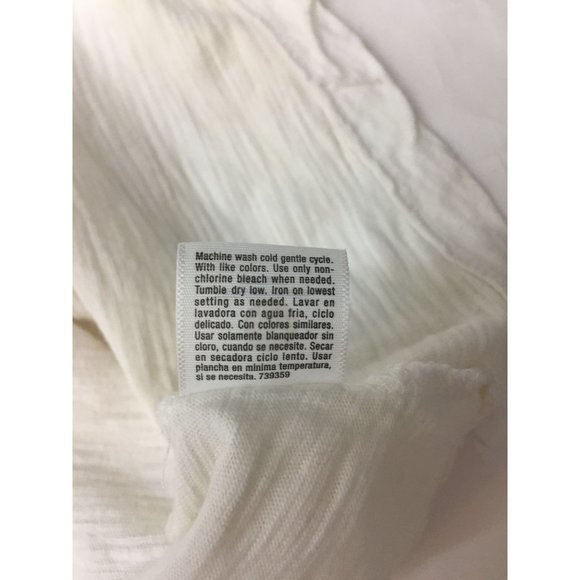 Machine wash cold gentle cycle.
With like colors. Use only non-
chlorine bleach when needed.
Tumble dry low. Iron on lowest
setting as needed. Lavar en
lavadora con agua fria, ciclo
delicado. Con colores similares.
Usar solamente blanqueador sin
cloro, cuando se necesite. Secar
en secadora ciclo lento. Usar
plancha en minima temperatura,
si se necesita. 739359